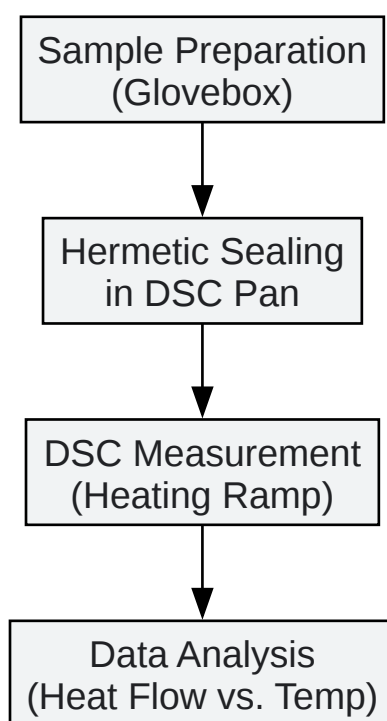 Sample Preparation
(Glovebox)
Hermetic Sealing
in DSC Pan
DSC Measurement
(Heating Ramp)
Data Analysis
(Heat Flow vs. Temp)